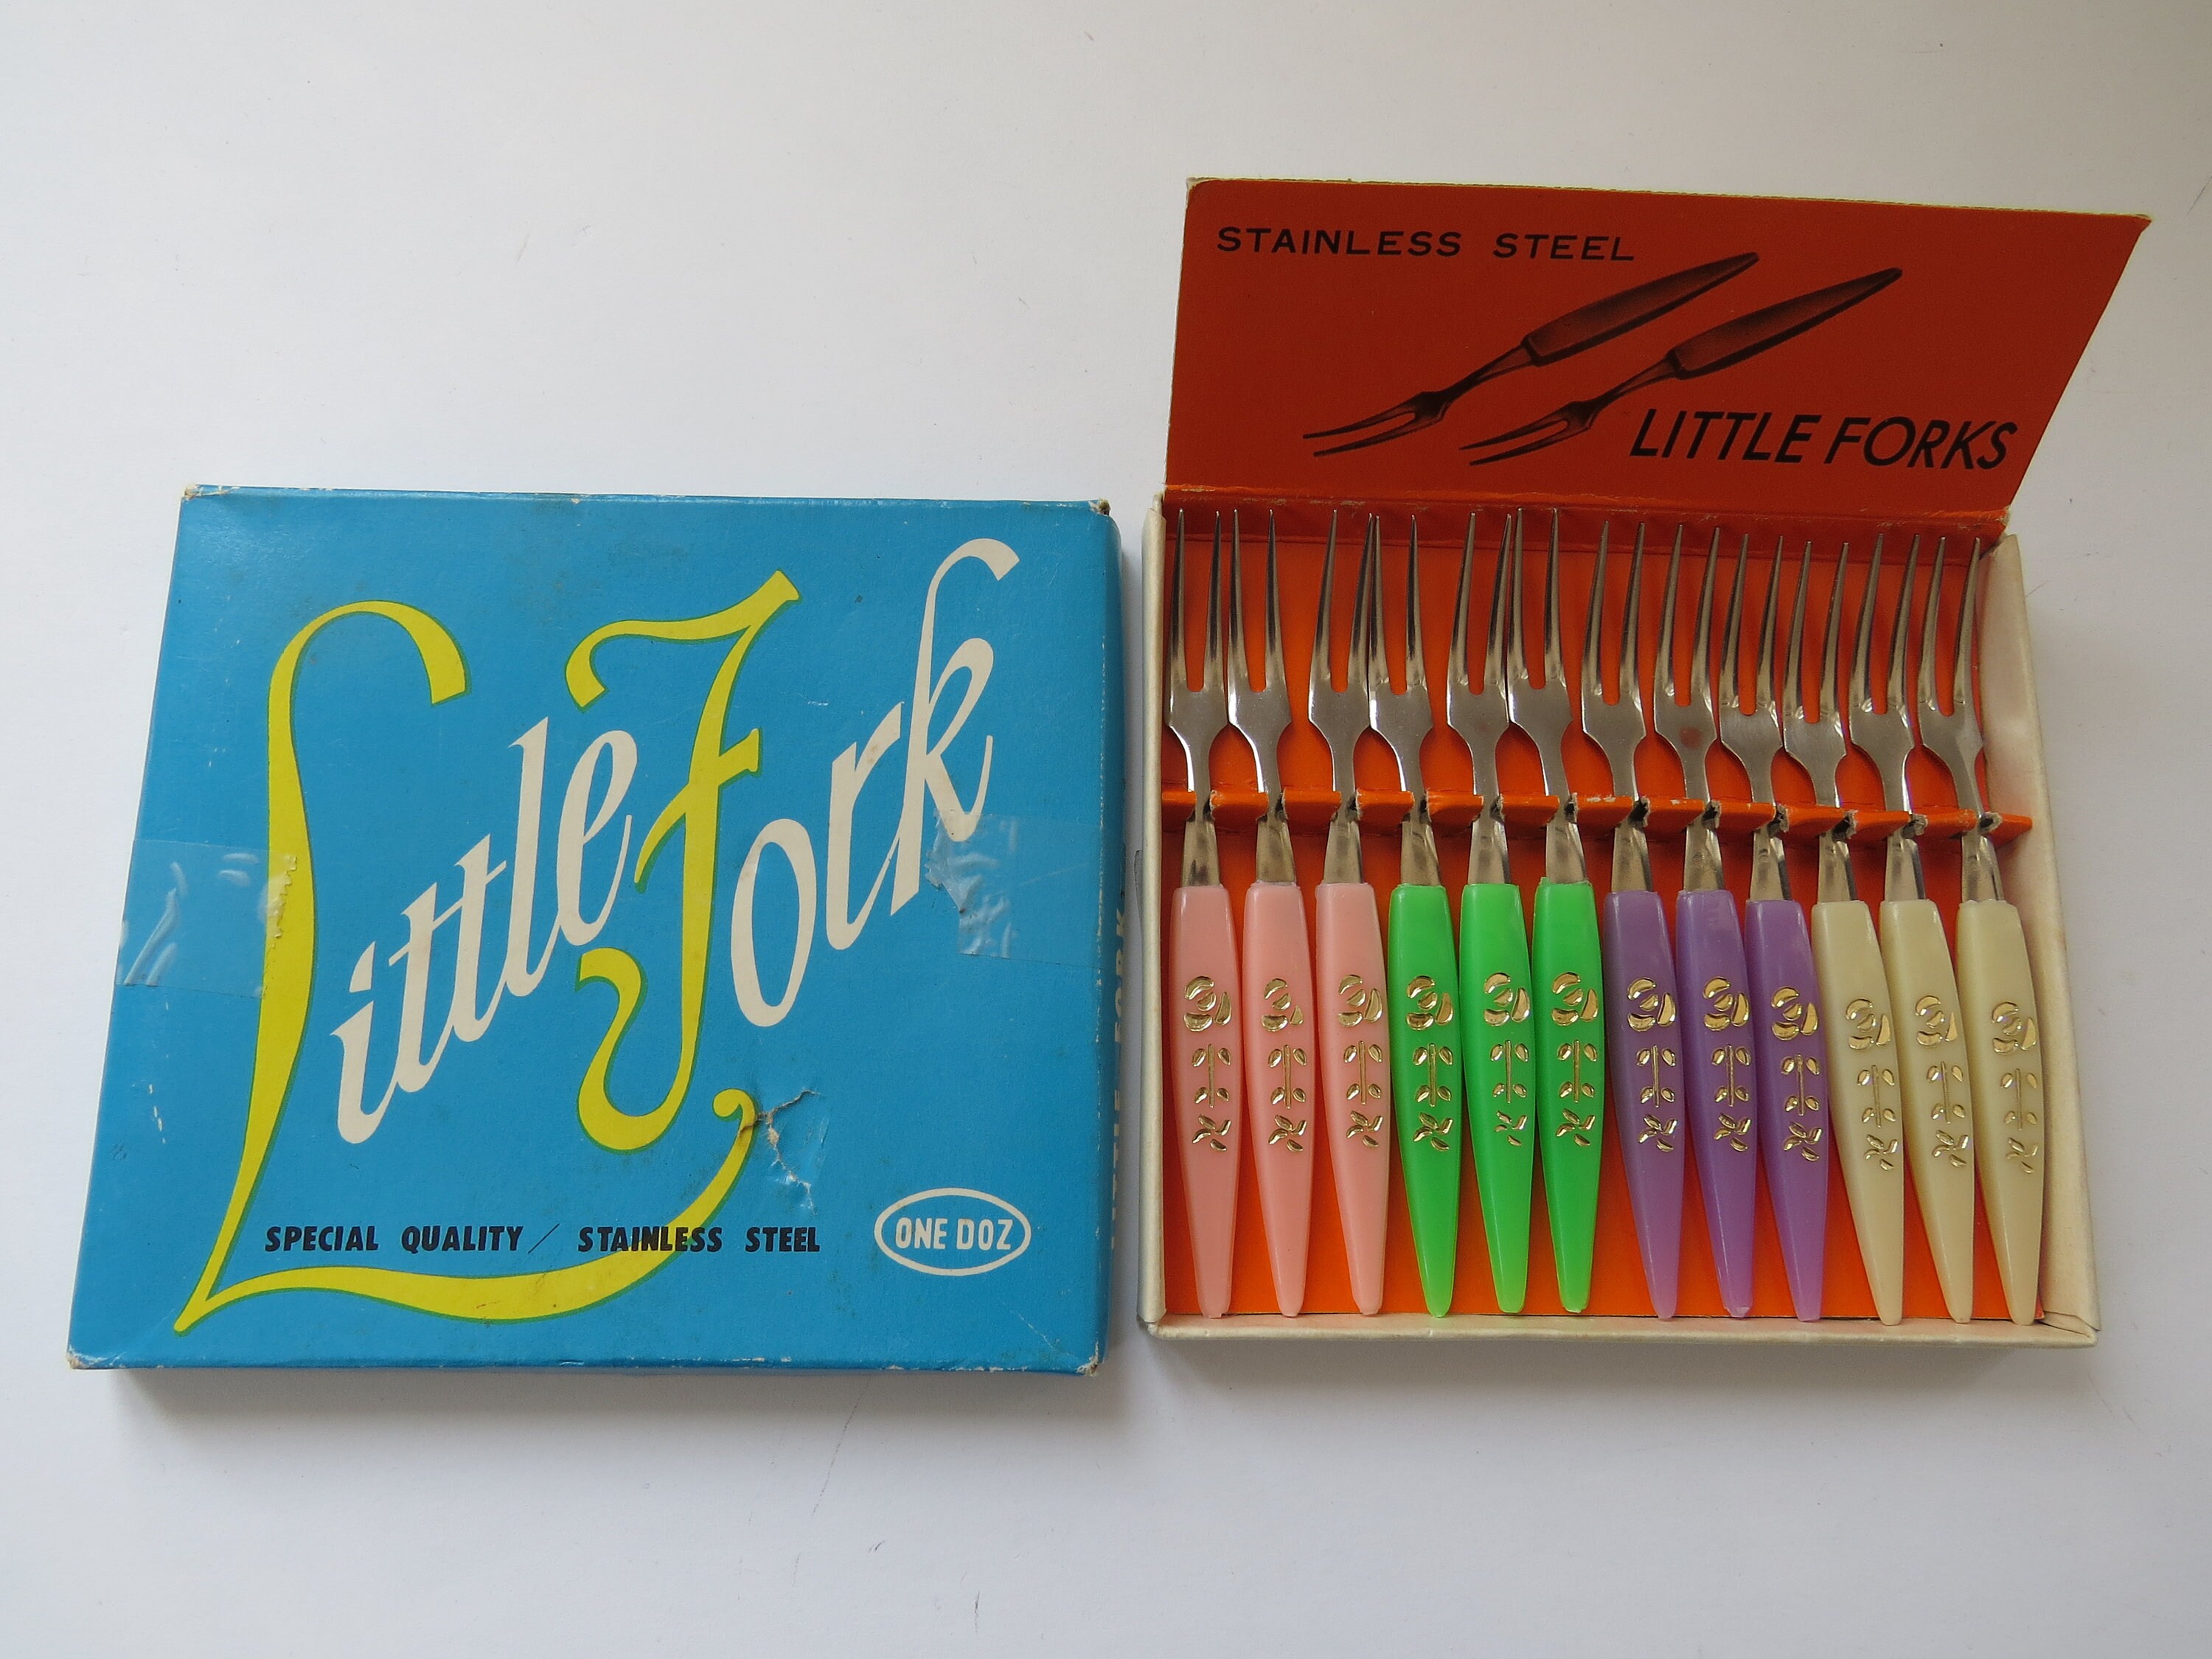 Little Fork
SPECIAL QUALITY / STAINLESS STEEL
ONE DOZ
STAINLESS STEEL
LITTLE FORKS